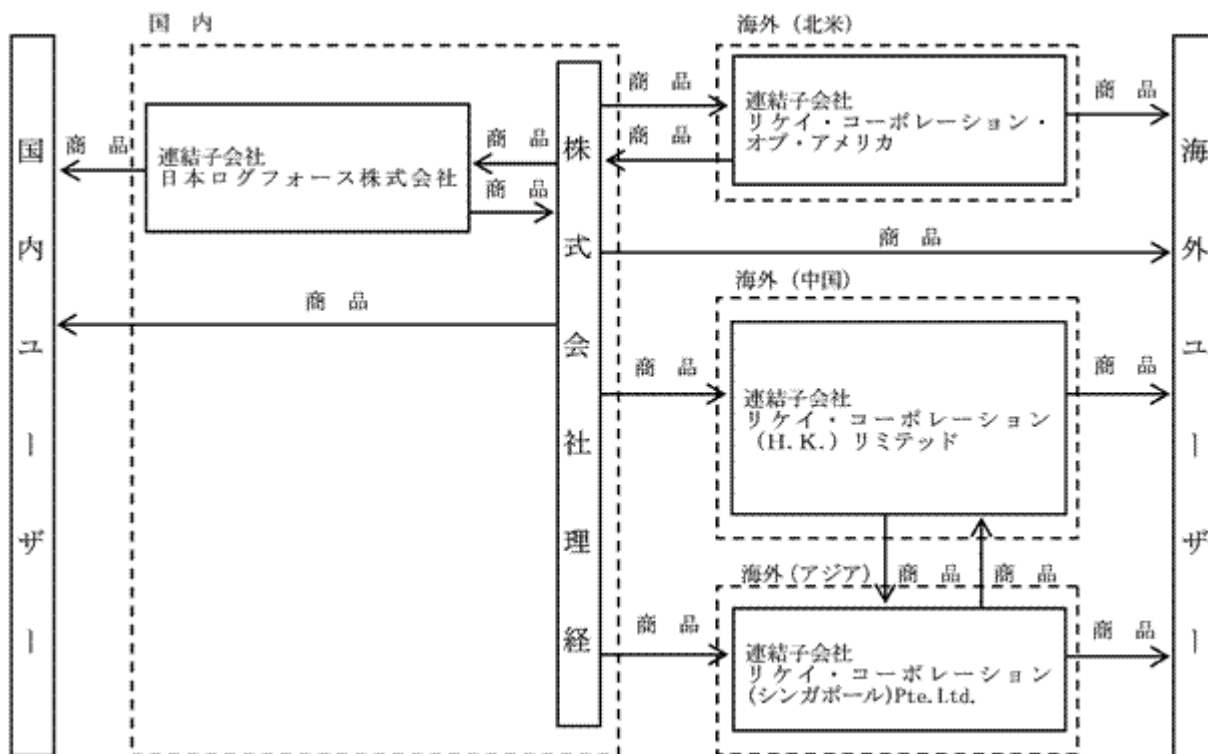 国 内
海外（北米）
国内ユーザー
商 品
連結子会社
日本ログフォース株式会社
商 品
商 品
商 品
株式会社理経
商 品
商 品
連結子会社
リケイ・コーポレーション・
オブ・アメリカ
商 品
商 品
海外（中国）
商 品
連結子会社
リケイ・コーポレーション
（H.K.）リミテッド
商 品
海外(アジア)
商 品
商 品
商 品
連結子会社
リケイ・コーポレーション
(シンガポール)Pte.Ltd.
商 品
海外ユーザー